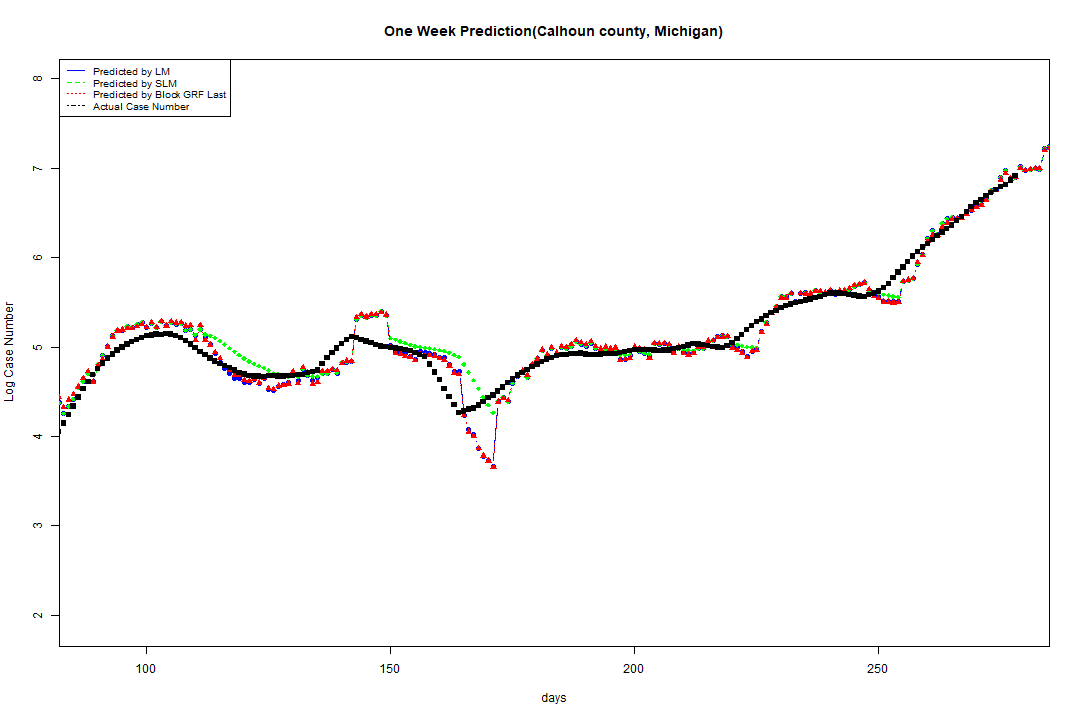 One Week Prediction(Calhoun county, Michigan)
Predicted by LM
Predicted by SLM
Predicted by Block GRF Last
Actual Case Number
8
7
6
5
4
3
2
Log Case Number
100 150 200 250
days